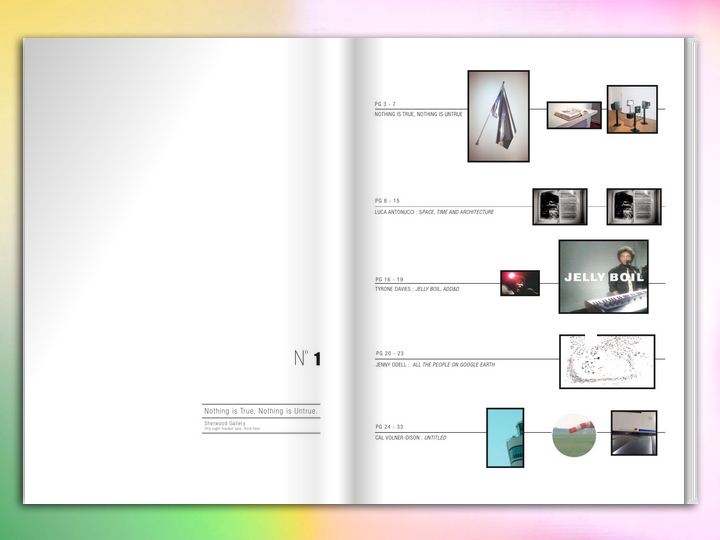 N° 1
Nothing is True, Nothing is Untrue.
Sherwood Gallery
PG 3 - 7
NOTHING IS TRUE, NOTHING IS UNTRUE
PG 8 - 15
LUCA ANTONUCCI : SPACE, TIME AND ARCHITECTURE
PG 16 - 19
TYRONE DAVIES : JELLY BOIL, ADD&D
JELLY BOIL
PG 20 - 23
JENNY ODELL : ALL THE PEOPLE ON GOOGLE EARTH
PG 24 - 33
CAL VOLNER-DISON : UNTITLED